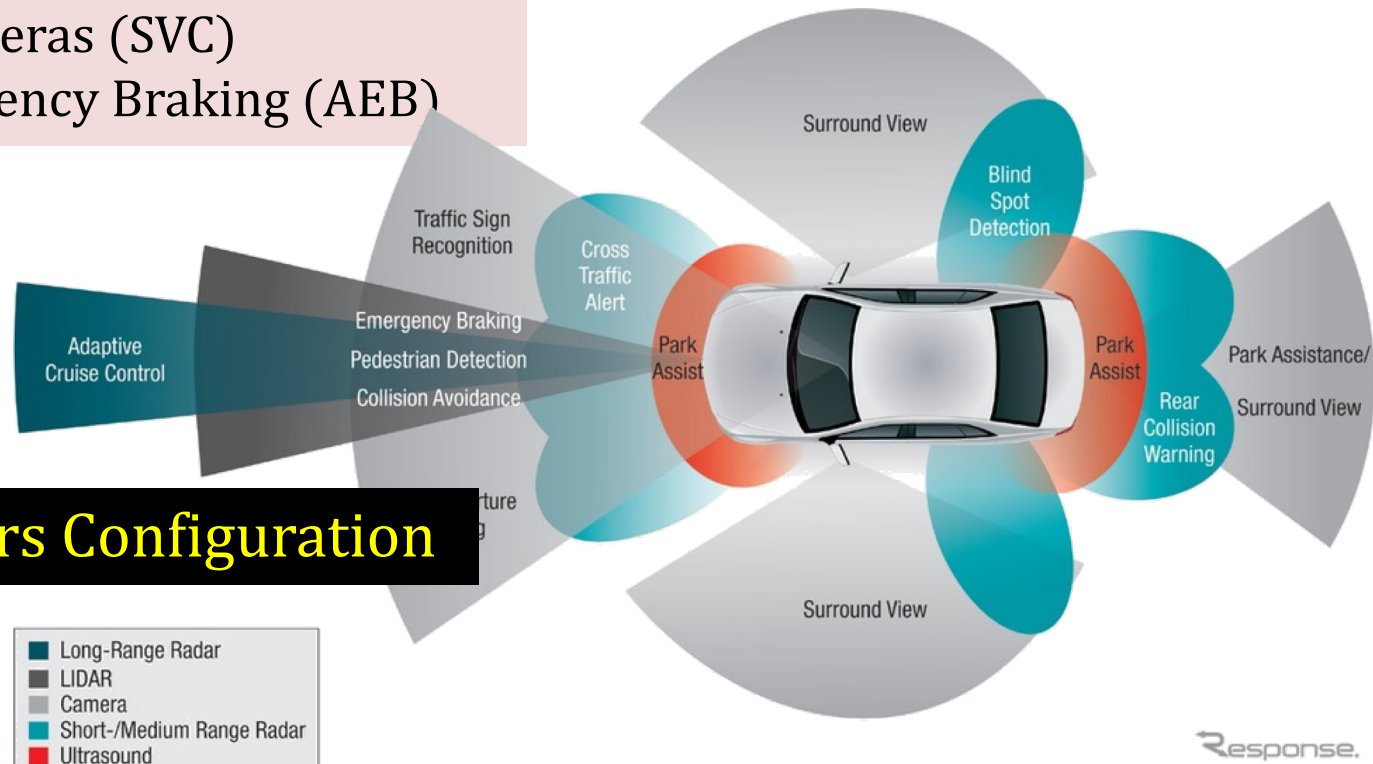 eras (SVC)
ency Braking (AEB)
Surround View
Blind
Spot
Detection
Traffic Sign
Recognition
Cross
Traffic
Alert
Emergency Braking
Pedestrian Detection
Collision Avoidance
Adaptive
Cruise Control
Park
Assist
Park
Assist
Park Assistance/
Surround View
Rear
Collision
Warning
rture
g
rs Configuration
Surround View
Long-Range Radar
LIDAR
Camera
Short-/Medium Range Radar
Ultrasound
Response.